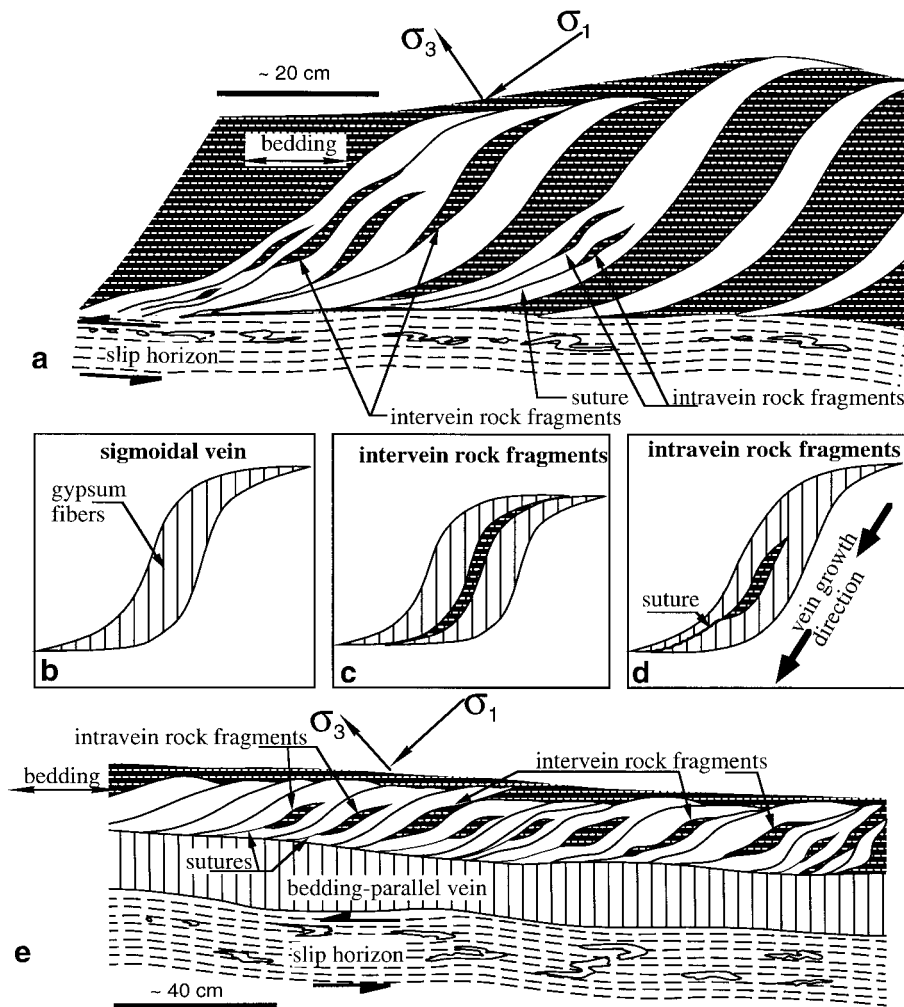 σ3
σ1
~ 20 cm
bedding
slip horizon
a
suture
intravein rock fragments
intervein rock fragments
sigmoidal vein
gypsum
fibers
b
intervein rock fragments
c
intravein rock fragments
suture
vein growth
direction
d
σ3
σ1
intravein rock fragments
intervein rock fragments
bedding
sutures
bedding-parallel vein
slip horizon
e
~ 40 cm